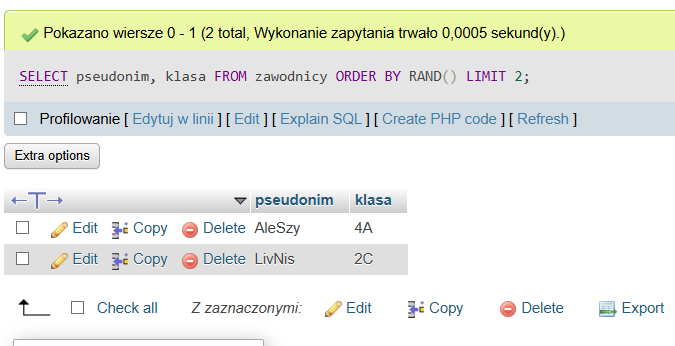 Pokazano wiersze 0 - 1 (2 total, Wykonanie zapytania trwało 0,0005 sekund(y).)
SELECT pseudonim, klasa FROM zawodnicy ORDER BY RAND() LIMIT 2;
Profilowanie [ Edytuj w linii ] [ Edit ] [ Explain SQL ] [ Create PHP code ] [ Refresh ]
Extra options
pseudonim klasa
Edit Copy Delete AleSzy 4A
Edit Copy Delete LivNis 2C
Check all Z zaznaczonymi: Edit Copy Delete Export